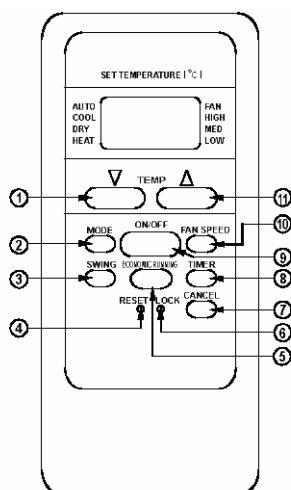 SET TEMPERATURE (°C)
AUTO FAN
COOL HIGH
DRY MED
HEAT LOW
▽ TEMP △
1 11
ON/OFF
MODE FAN SPEED
2 10
9
SWING ECONOMIC RUNNING TIMER
3 8
RESET LOCK CANCEL
4 7
6
5